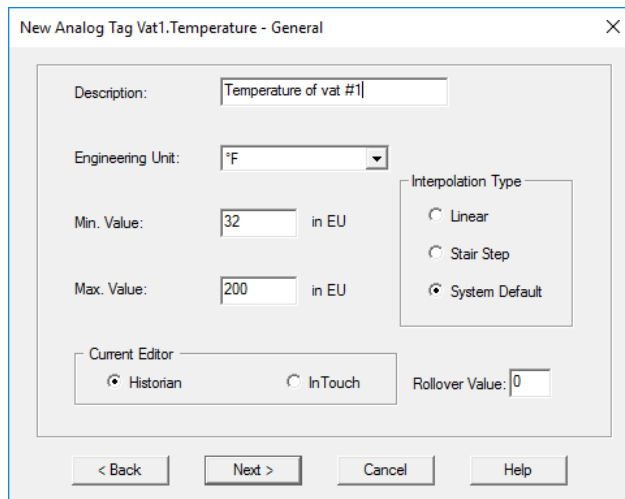 New Analog Tag Vat1.Temperature - General
Description: Temperature of vat #1
Engineering Unit: °F
Interpolation Type
Min. Value: 32 in EU
Linear
Stair Step
Max. Value: 200 in EU
System Default
Current Editor
Historian InTouch Rollover Value: 0
< Back Next > Cancel Help